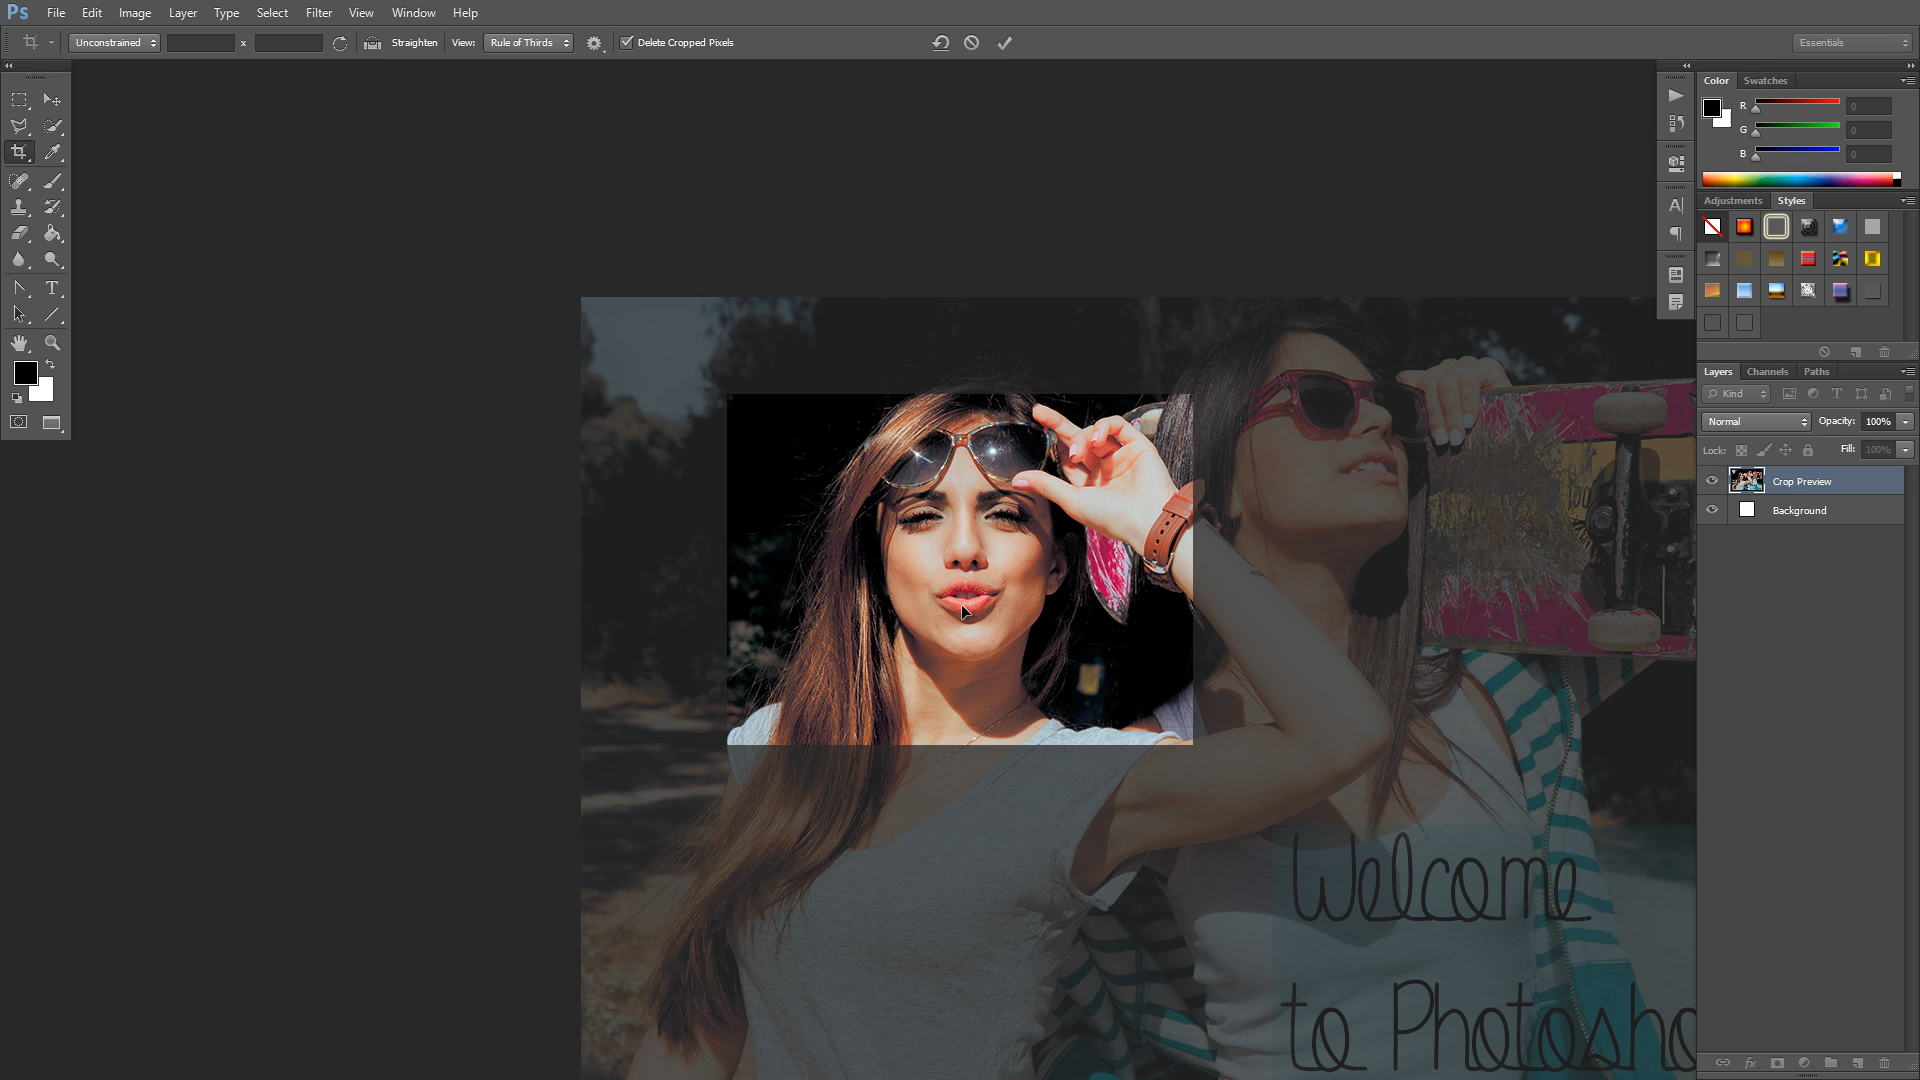 Ps File Edit Image Layer Type Select Filter View Window Help
Unconstrained x Straighten View: Rule of Thirds Delete Cropped Pixels Essentials
Color Swatches
R 0
G 0
B 0
Adjustments Styles
Layers Channels Paths
Kind
Normal Opacity: 100%
Lock: Fill: 100%
Crop Preview
Background
Welcome
to Photosho